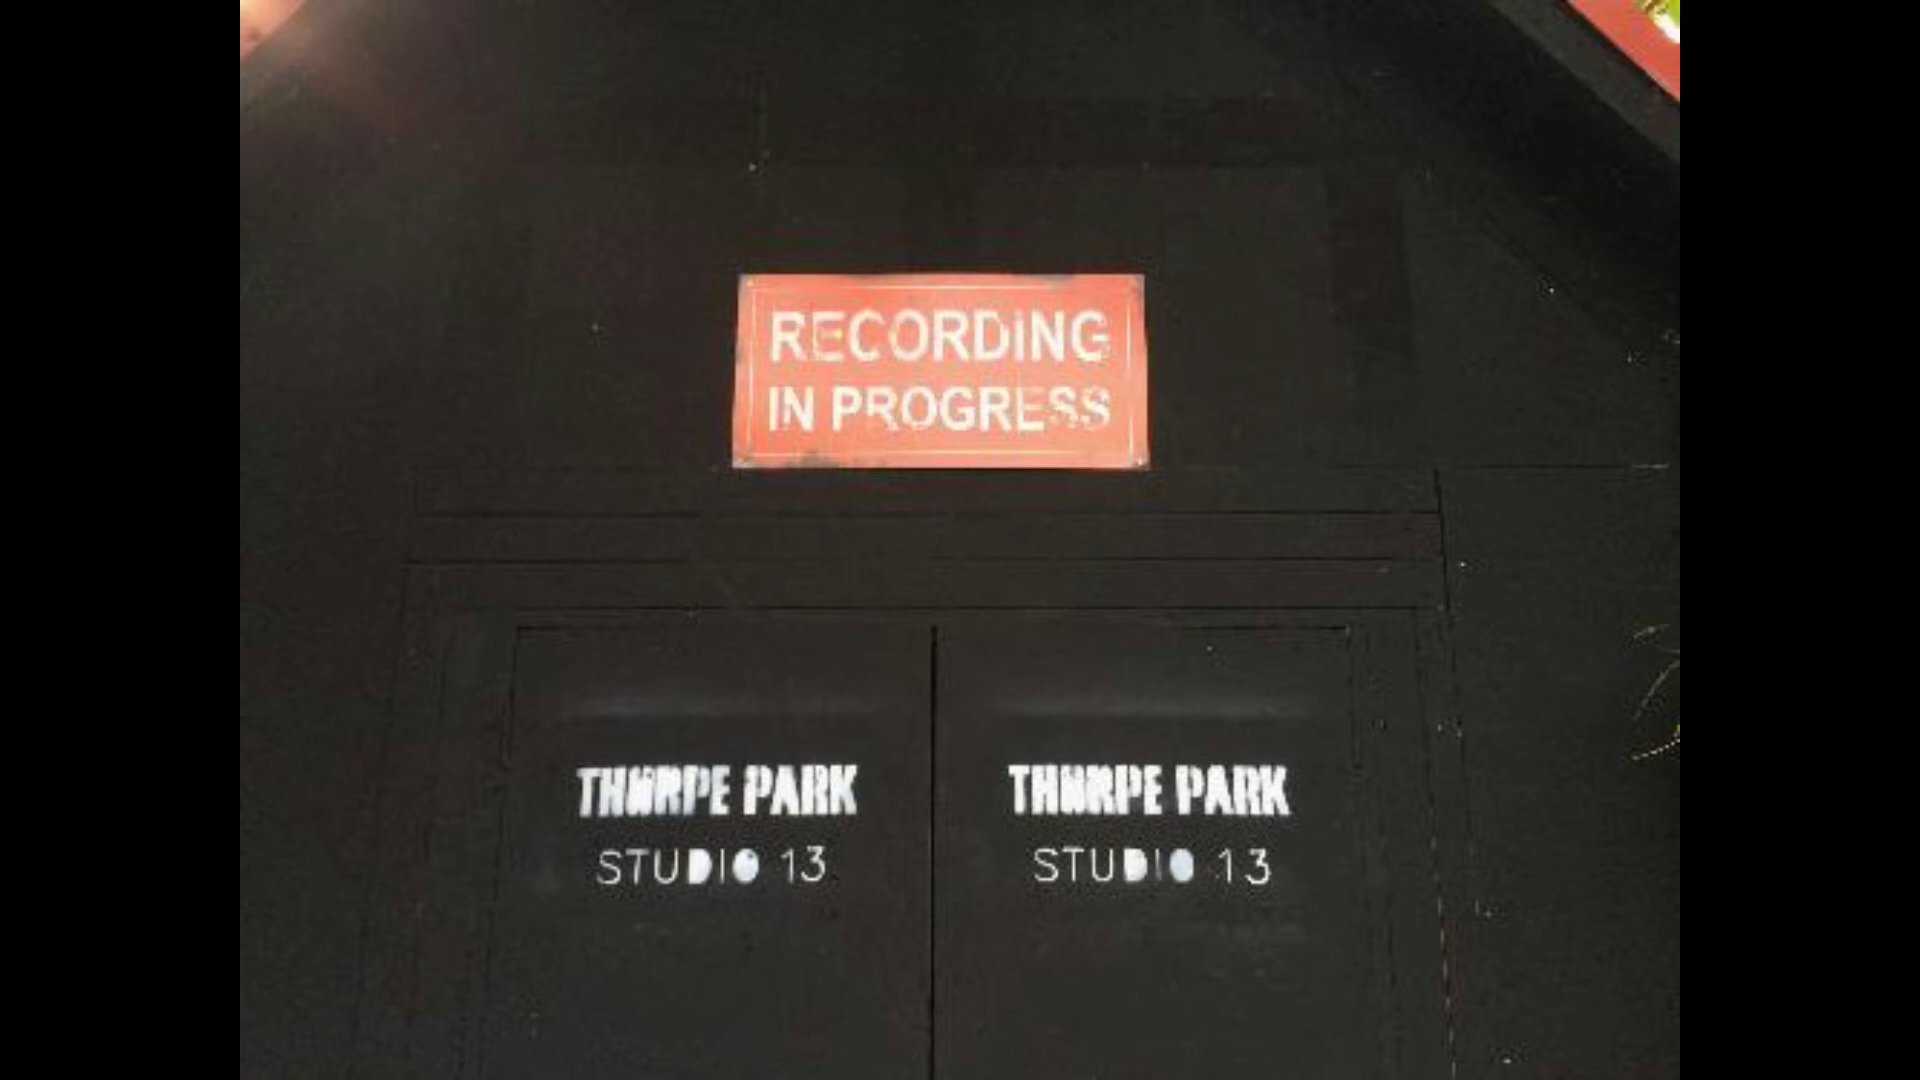 RECORDING
IN PROGRESS
THORPE PARK
STUDIO 13
THORPE PARK
STUDIO 13